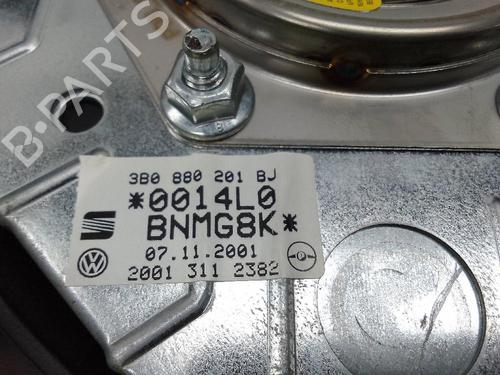 B-PARTS
3B0 880 201 BJ
*0014L0
BNMG8K*
07.11.2001
2001 311 2382